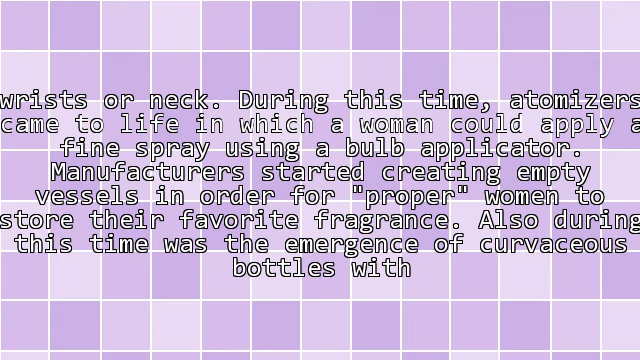 wrists or neck. During this time, atomizers
came to life in which a woman could apply a
fine spray using a bulb applicator.
Manufacturers started creating empty
vessels in order for "proper" women to
store their favorite fragrance. Also during
this time was the emergence of curvaceous
bottles with